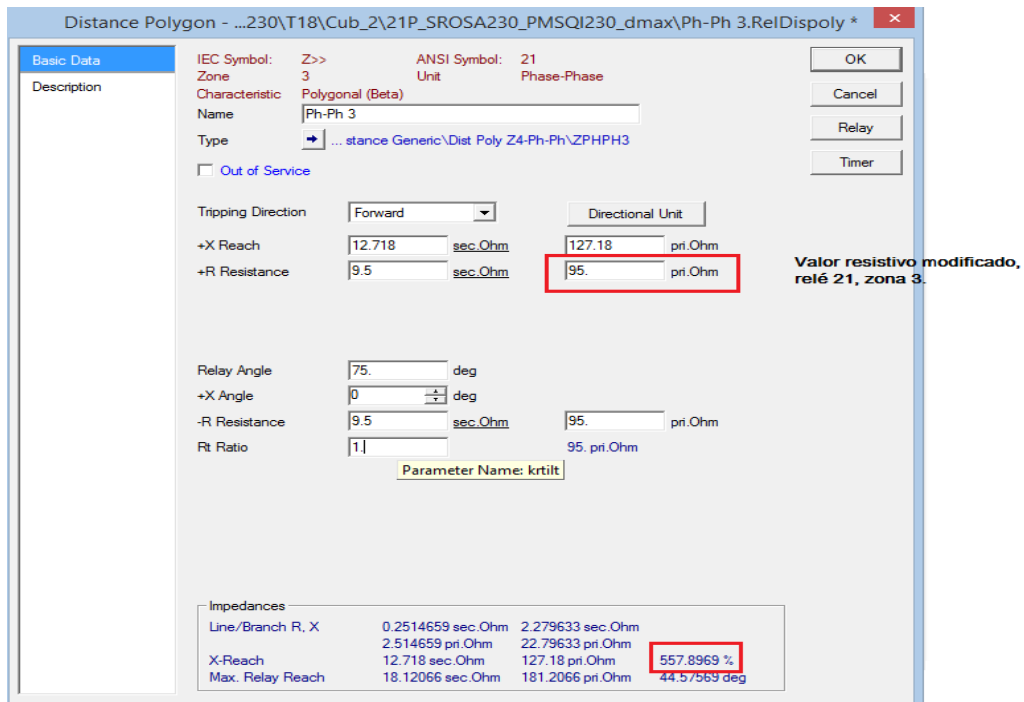 Distance Polygon - ...230\T18\Cub_2\21P_SROSA230_PMSQI230_dmax\Ph-Ph 3.RelDispoly *
Basic Data
Description
IEC Symbol: Z>> ANSI Symbol: 21
Zone 3 Unit Phase-Phase
Characteristic Polygonal (Beta)
Name Ph-Ph 3
Type ... stance Generic\Dist Poly Z4-Ph-Ph\ZPHPH3
Out of Service
OK
Cancel
Relay
Timer
Tripping Direction Forward Directional Unit
+X Reach 12.718 sec.Ohm 127.18 pri.Ohm
+R Resistance 9.5 sec.Ohm 95. pri.Ohm
Valor resistivo modificado,
relé 21, zona 3.
Relay Angle 75. deg
+X Angle 0 deg
-R Resistance 9.5 sec.Ohm 95. pri.Ohm
Rt Ratio 1. 95. pri.Ohm
Parameter Name: krtilt
Impedances
Line/Branch R, X 0.2514659 sec.Ohm 2.279633 sec.Ohm
2.514659 pri.Ohm 22.79633 pri.Ohm
X-Reach 12.718 sec.Ohm 127.18 pri.Ohm 557.8969 %
Max. Relay Reach 18.12066 sec.Ohm 181.2066 pri.Ohm 44.57569 deg